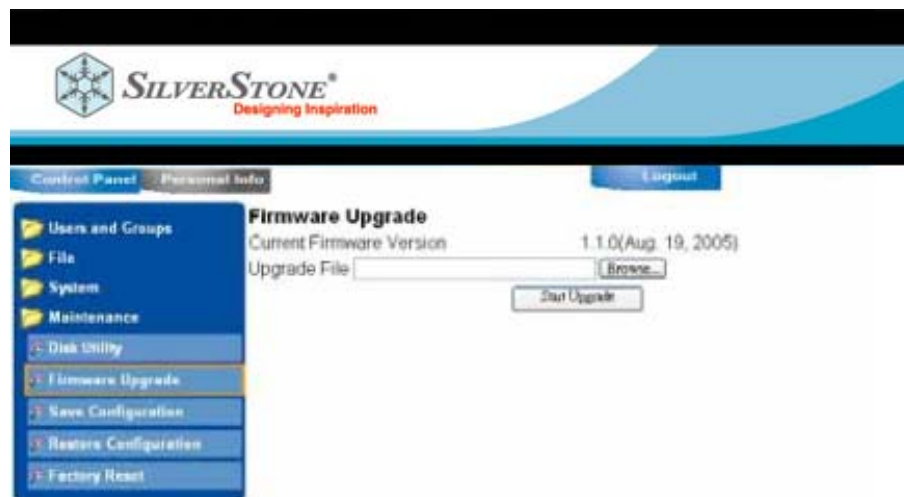 SILVERSTONE®
Designing Inspiration
Control Panel Personal Info Logout
Users and Groups
File
System
Maintenance
Disk Utility
Firmware Upgrade
Save Configuration
Restore Configuration
Factory Reset
Firmware Upgrade
Current Firmware Version 1.1.0(Aug. 19, 2005)
Upgrade File Browse...
Start Upgrade